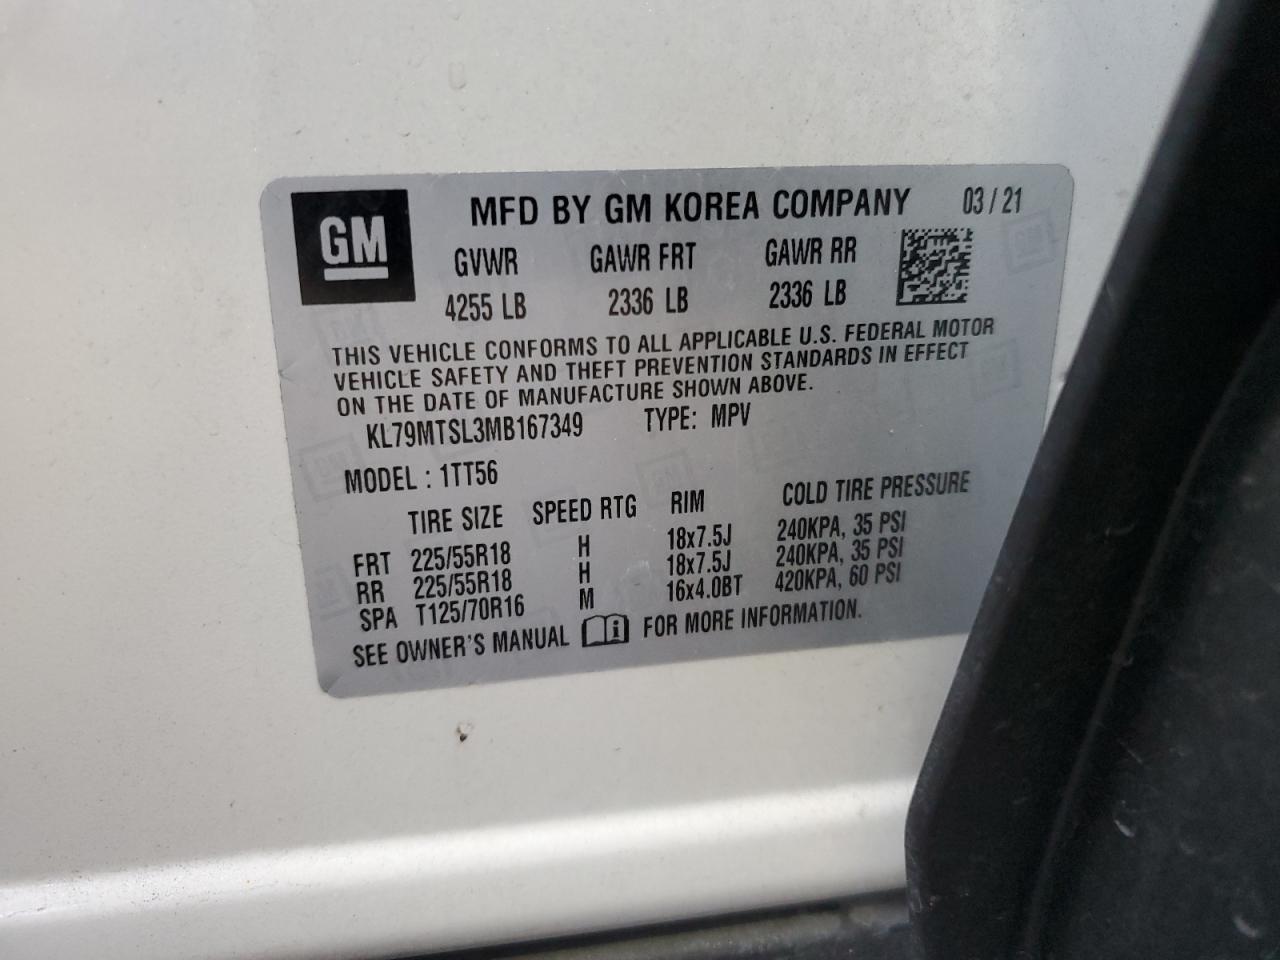 GM
MFD BY GM KOREA COMPANY 03/21
GVWR GAWR FRT GAWR RR
4255 LB 2336 LB 2336 LB
THIS VEHICLE CONFORMS TO ALL APPLICABLE U.S. FEDERAL MOTOR
VEHICLE SAFETY AND THEFT PREVENTION STANDARDS IN EFFECT
ON THE DATE OF MANUFACTURE SHOWN ABOVE.
KL79MTSL3MB167349 TYPE: MPV
MODEL : 1TT56
TIRE SIZE SPEED RTG RIM COLD TIRE PRESSURE
FRT 225/55R18 H 18x7.5J 240KPA, 35 PSI
RR 225/55R18 H 18x7.5J 240KPA, 35 PSI
SPA T125/70R16 M 16x4.0BT 420KPA, 60 PSI
SEE OWNER'S MANUAL i FOR MORE INFORMATION.